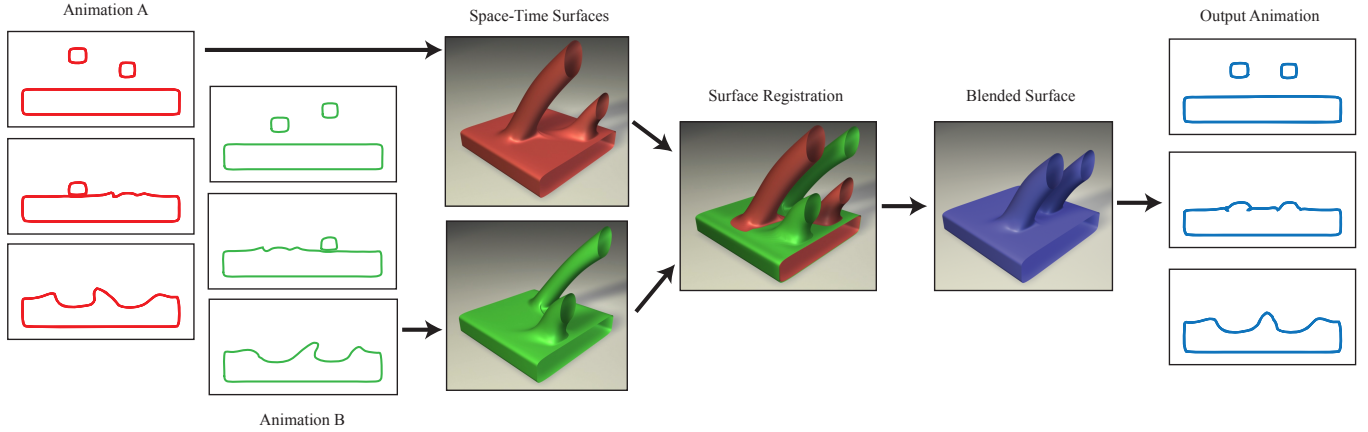 Animation A
Space-Time Surfaces
Output Animation
Surface Registration
Blended Surface
Animation B